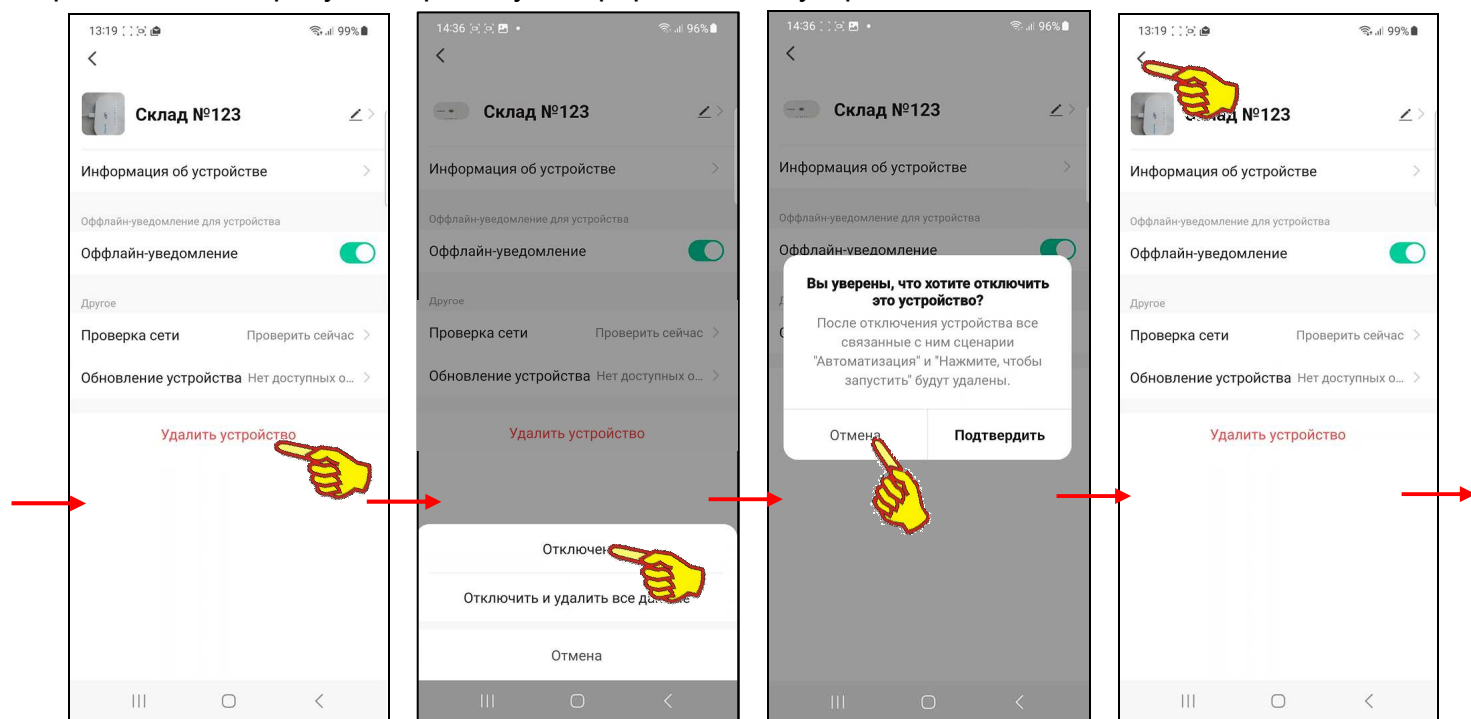 13:19
99%
Склад №123
Информация об устройстве
Оффлайн-уведомление для устройства
Оффлайн-уведомление
Другое
Проверка сети Проверить сейчас
Обновление устройства Нет доступных о...
Удалить устройство
14:36
96%
Склад №123
Информация об устройстве
Оффлайн-уведомление для устройства
Оффлайн-уведомление
Другое
Проверка сети Проверить сейчас
Обновление устройства Нет доступных о...
Удалить устройство
Отключить и удалить все
Отмена
14:36
96%
Склад №123
Информация об устройстве
Оффлайн-уведомление для устройства
Оффлайн-уведомление
Вы уверены, что хотите отключить
это устройство?
После отключения устройства все
связанные с ним сценарии
"Автоматизация" и "Нажмите, чтобы
запустить" будут удалены.
Отмена Подтвердить
13:19
99%
Склад №123
Информация об устройстве
Оффлайн-уведомление для устройства
Оффлайн-уведомление
Другое
Проверка сети Проверить сейчас
Обновление устройства Нет доступных о...
Удалить устройство